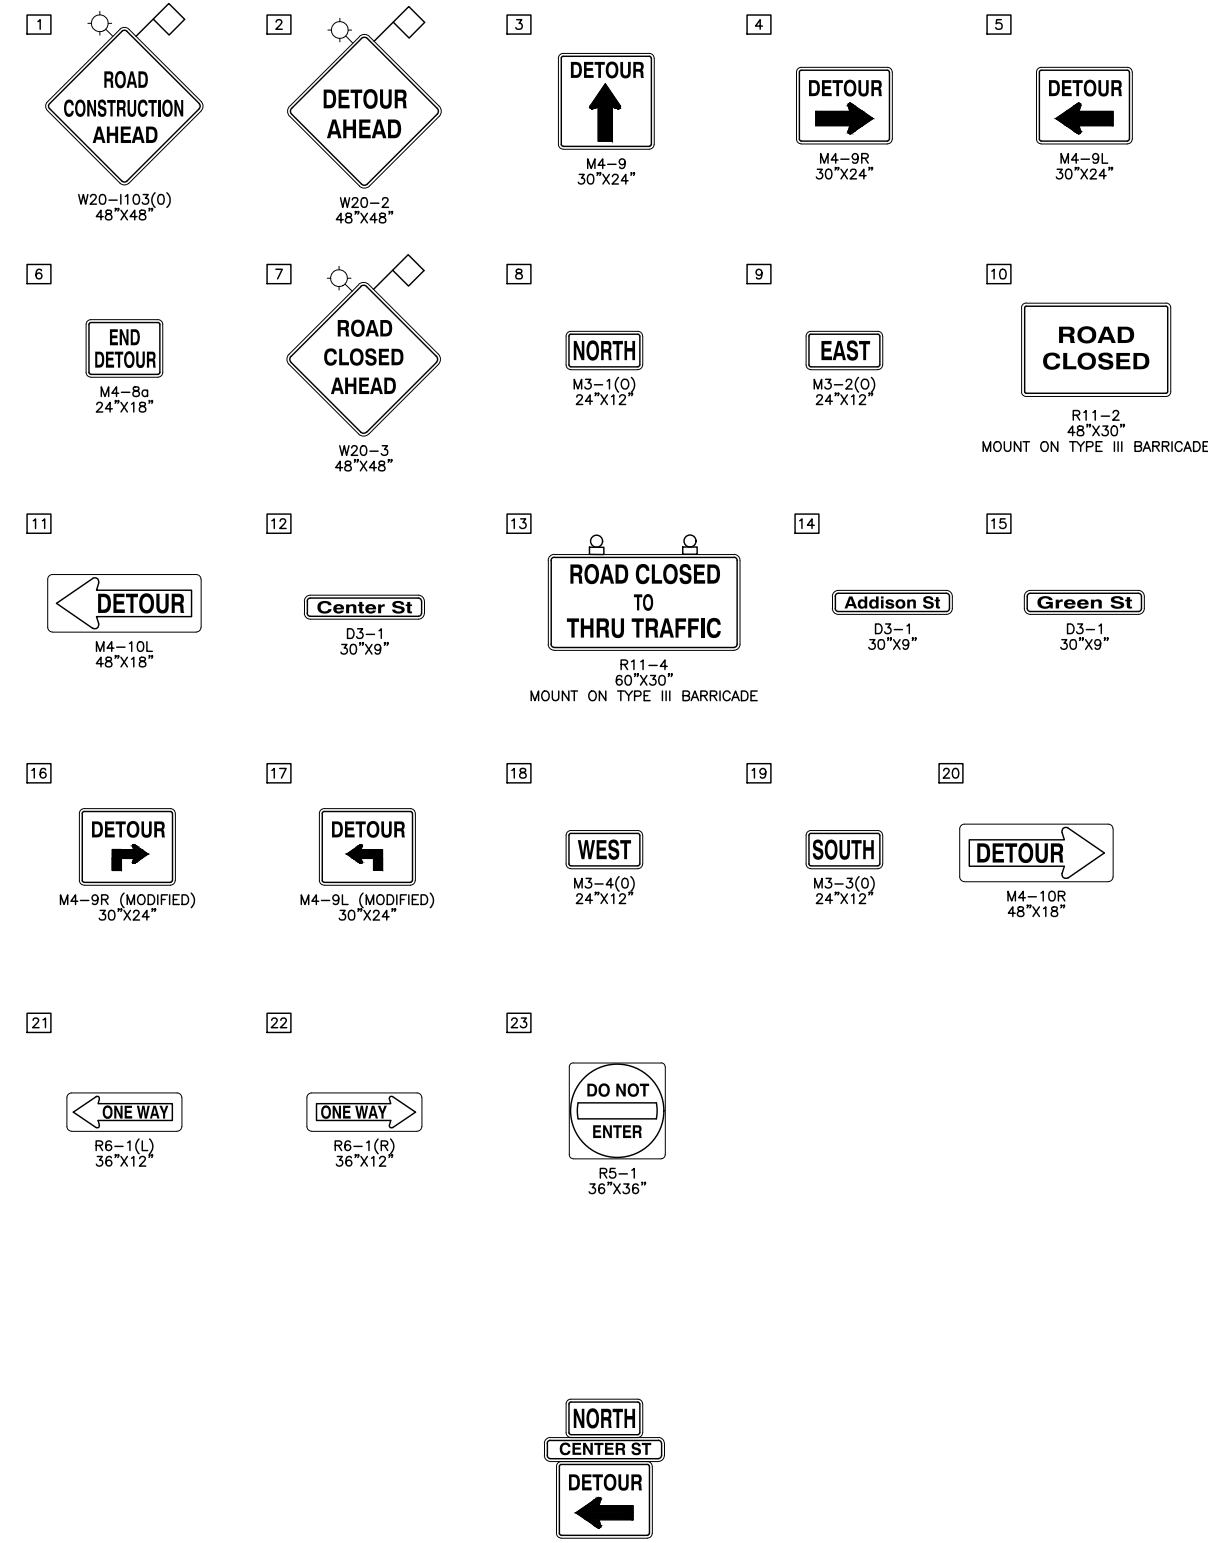 1
ROAD
CONSTRUCTION
AHEAD
W20-I103(0)
48"X48"
2
DETOUR
AHEAD
W20-2
48"X48"
3
DETOUR
M4-9
30"X24"
4
DETOUR
M4-9R
30"X24"
5
DETOUR
M4-9L
30"X24"
6
END
DETOUR
M4-8a
24"X18"
7
ROAD
CLOSED
AHEAD
W20-3
48"X48"
8
NORTH
M3-1(0)
24"X12"
9
EAST
M3-2(0)
24"X12"
10
ROAD
CLOSED
R11-2
48"X30"
MOUNT ON TYPE III BARRICADE
11
DETOUR
M4-10L
48"X18"
12
Center St
D3-1
30"X9"
13
ROAD CLOSED
TO
THRU TRAFFIC
R11-4
60"X30"
MOUNT ON TYPE III BARRICADE
14
Addison St
D3-1
30"X9"
15
Green St
D3-1
30"X9"
16
DETOUR
M4-9R (MODIFIED)
30"X24"
17
DETOUR
M4-9L (MODIFIED)
30"X24"
18
WEST
M3-4(0)
24"X12"
19
SOUTH
M3-3(0)
24"X12"
20
DETOUR
M4-10R
48"X18"
21
ONE WAY
R6-1(L)
36"X12"
22
ONE WAY
R6-1(R)
36"X12"
23
DO NOT
ENTER
R5-1
36"X36"
NORTH
CENTER ST
DETOUR